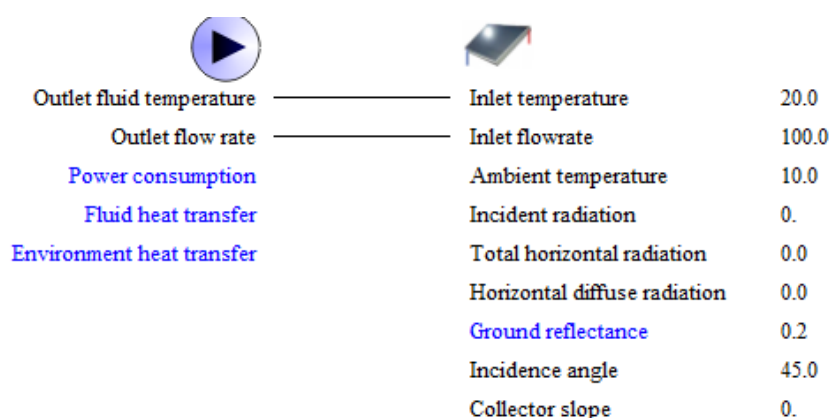 Outlet fluid temperature Inlet temperature 20.0
Outlet flow rate Inlet flowrate 100.0
Power consumption Ambient temperature 10.0
Fluid heat transfer Incident radiation 0.
Environment heat transfer Total horizontal radiation 0.0
Horizontal diffuse radiation 0.0
Ground reflectance 0.2
Incidence angle 45.0
Collector slope 0.